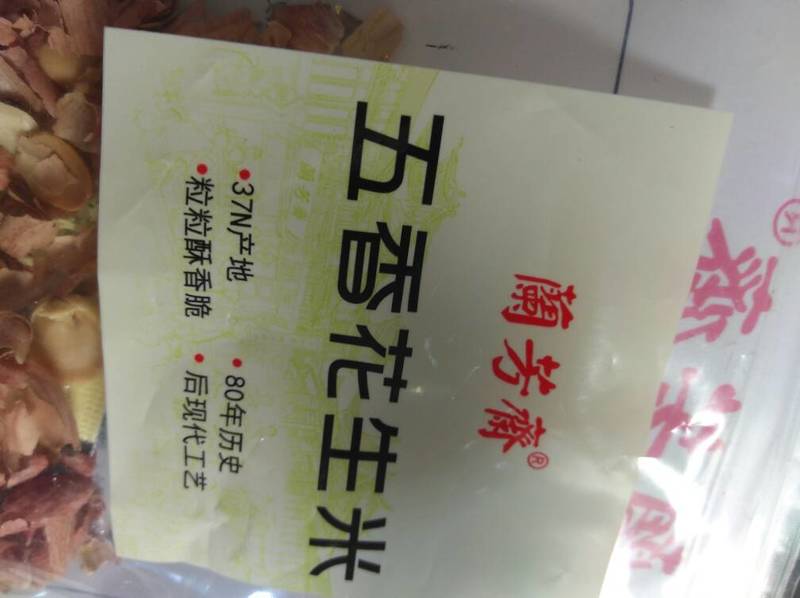 蘭芳齋®
五香花生米
•37N产地 •80年历史
•粒粒酥香脆 •后现代工艺